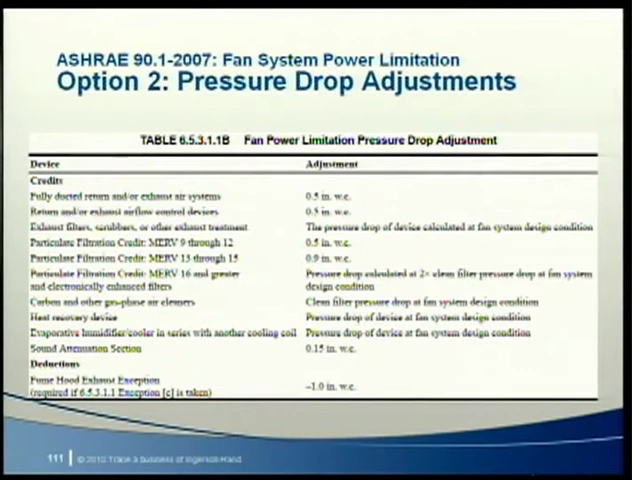 ASHRAE 90.1-2007: Fan System Power Limitation
Option 2: Pressure Drop Adjustments
TABLE 6.5.3.1.1B Fan Power Limitation Pressure Drop Adjustment
Device Adjustment
Credits
Fully ducted return and/or exhaust air systems 0.5 in. w.c.
Return and/or exhaust airflow control devices 0.5 in. w.c.
Exhaust filters, scrubbers, or other exhaust treatment The pressure drop of device calculated at fan system design condition
Particulate Filtration Credit: MERV 9 through 12 0.5 in. w.c.
Particulate Filtration Credit: MERV 13 through 15 0.9 in. w.c.
Particulate Filtration Credit: MERV 16 and greater Pressure drop calculated at 2× clean filter pressure drop at fan system
and electronically enhanced filters design condition
Carbon and other gas-phase air cleaners Clean filter pressure drop at fan system design condition
Heat recovery device Pressure drop of device at fan system design condition
Evaporative humidifier/cooler in series with another cooling coil Pressure drop of device at fan system design condition
Sound Attenuation Section 0.15 in. w.c.
Deductions
Fume Hood Exhaust Exception
(required if 6.5.3.1.1 Exception [c] is taken) –1.0 in. w.c.
111 © 2010 Trane a business of Ingersoll-Rand